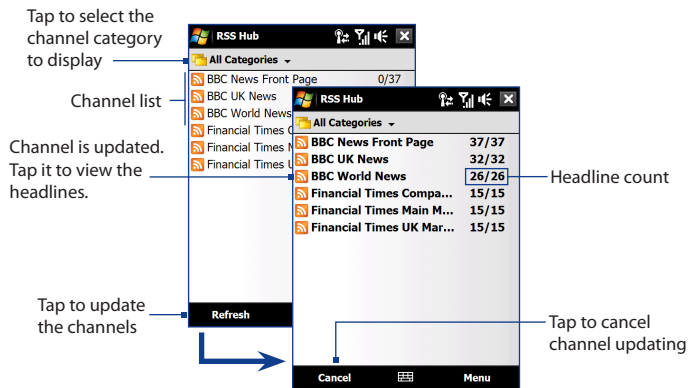 Tap to select the
channel category
to display
Channel list
Channel is updated.
Tap it to view the
headlines.
Tap to update
the channels
RSS Hub
All Categories
BBC News Front Page 0/37
BBC UK News
BBC World News
Financial Times C
Financial Times M
Financial Times U
Refresh
RSS Hub
All Categories
BBC News Front Page 37/37
BBC UK News 32/32
BBC World News 26/26
Financial Times Compa... 15/15
Financial Times Main M... 15/15
Financial Times UK Mar... 15/15
Cancel Menu
Headline count
Tap to cancel
channel updating